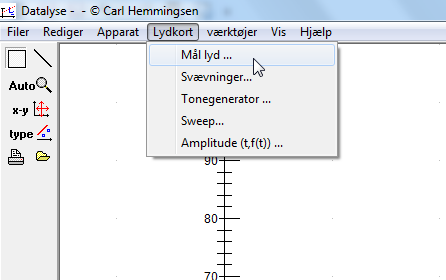 Datalyse - - © Carl Hemmingsen
Filer Rediger Apparat Lydkort værktøjer Vis Hjælp
Mål lyd ...
Svævninger...
Auto
Tonegenerator ...
x-y
Sweep...
type
Amplitude (t,f(t)) ...
90
80
70